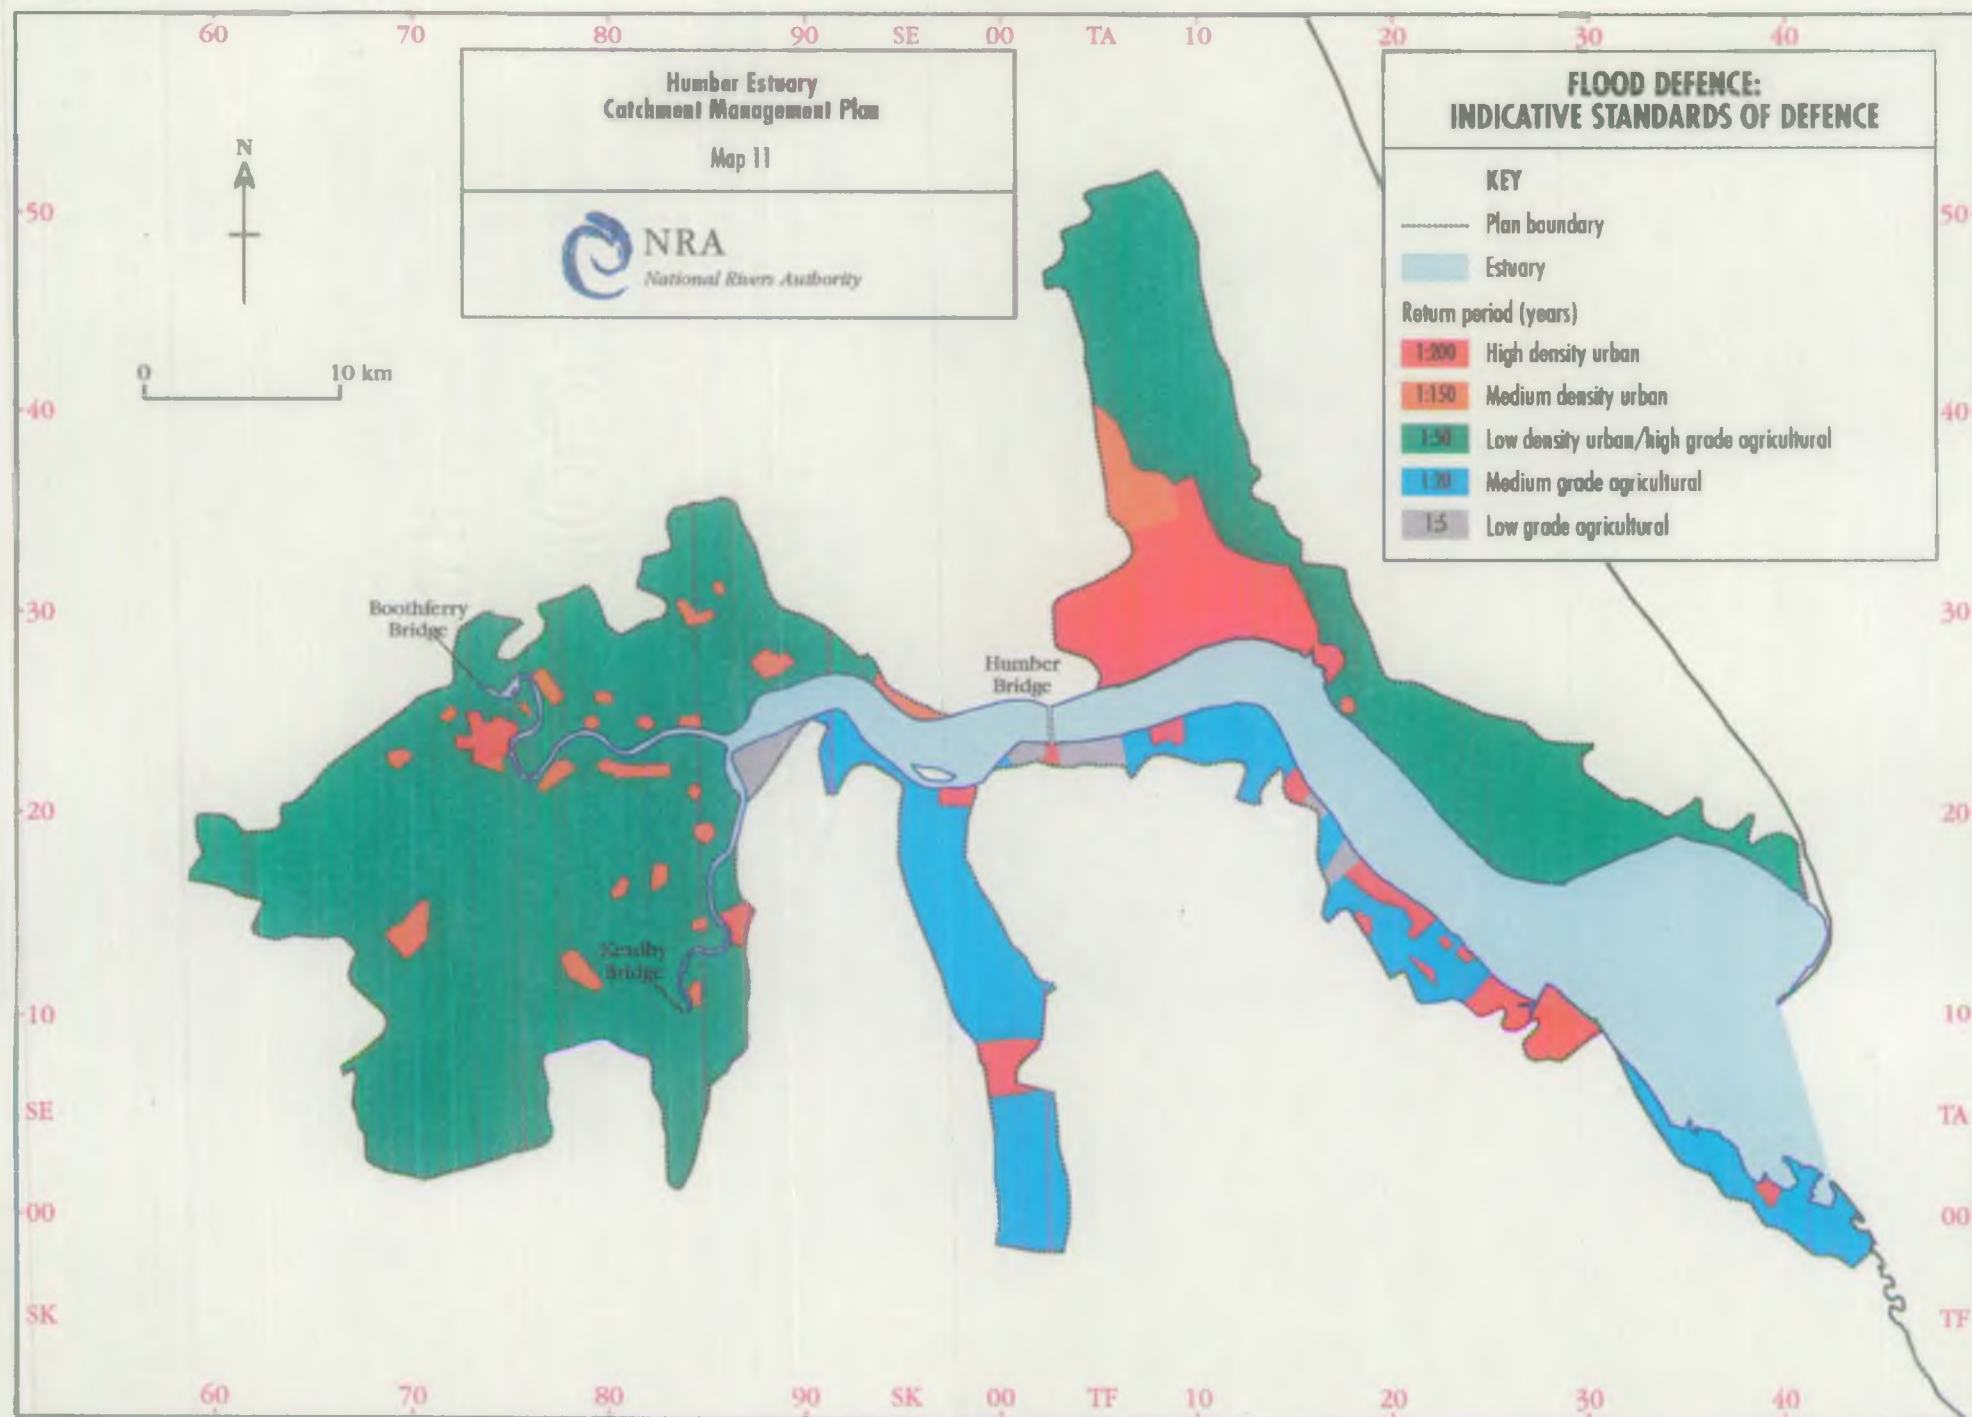 60 70 80 90 SE 00 TA 10 20 30 40
Humber Estuary
Catchment Management Plan
Map 11
NRA
National Rivers Authority
FLOOD DEFENCE:
INDICATIVE STANDARDS OF DEFENCE
KEY
Plan boundary
Estuary
Return period (years)
1:200 High density urban
1:150 Medium density urban
1:50 Low density urban/high grade agricultural
1:20 Medium grade agricultural
1:5 Low grade agricultural
N
0 10 km
50 50
40 40
30 30
20 20
10 10
SE TA
00 00
SK TF
Boothferry
Bridge
Humber
Bridge
Keadby
Bridge
60 70 80 90 SK 00 TF 10 20 30 40